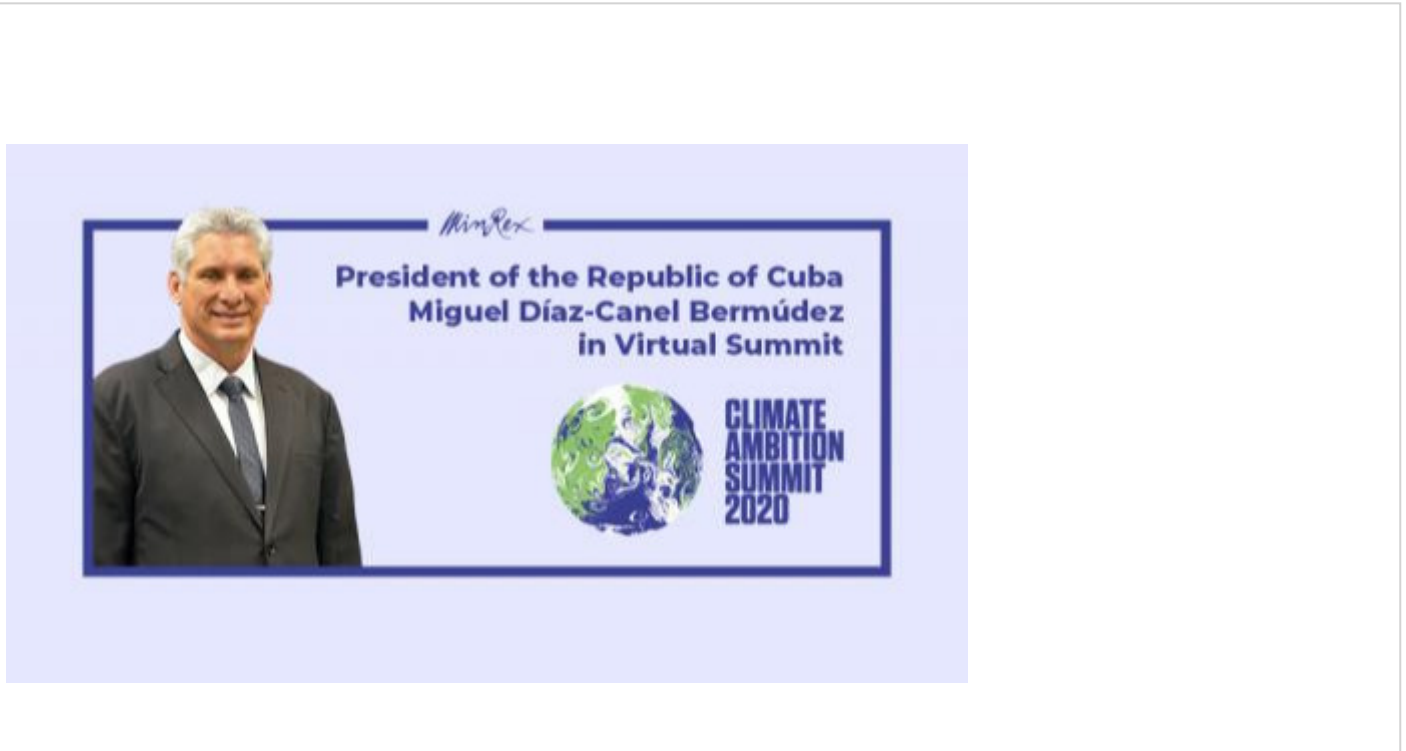 MinRex
President of the Republic of Cuba
Miguel Díaz-Canel Bermúdez
in Virtual Summit
CLIMATE
AMBITION
SUMMIT
2020